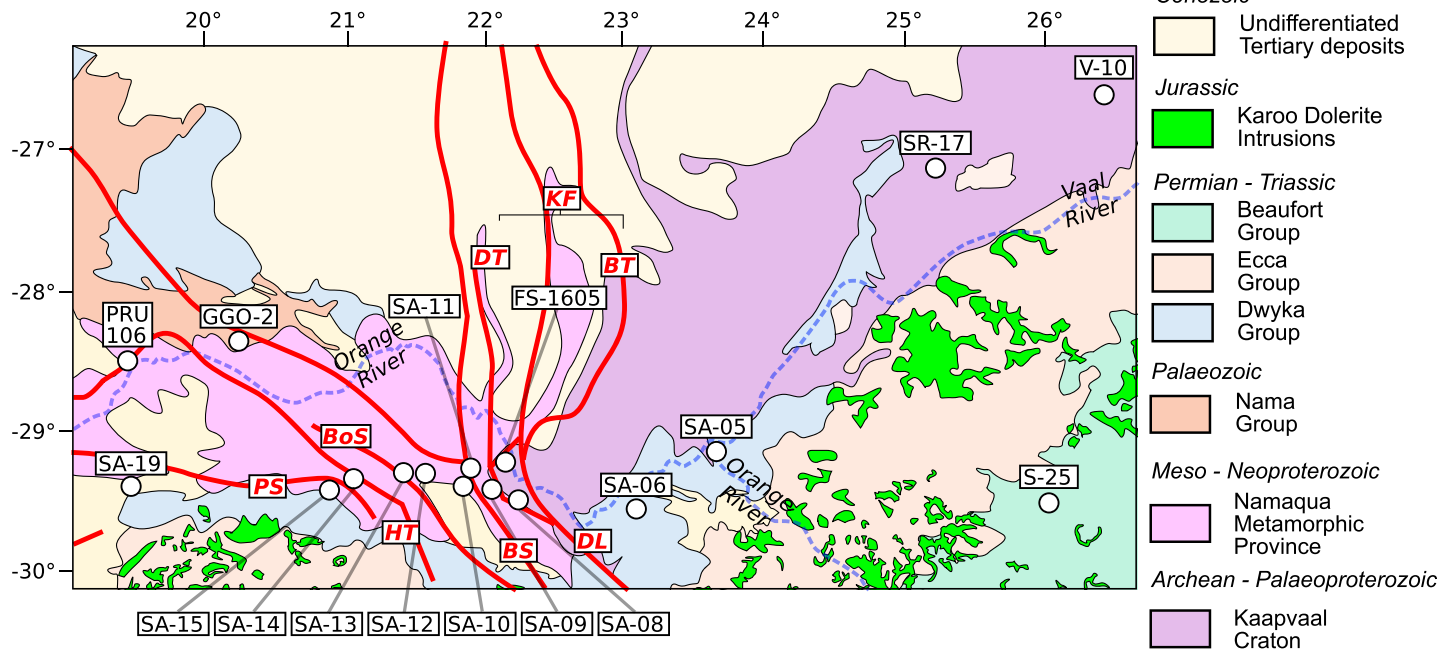 20°
21°
22°
23°
24°
25°
26°
-27°
-28°
-29°
-30°
V-10
SR-17
Vaal
River
KF
DT
BT
SA-11
FS-1605
PRU
106
GGO-2
Orange
River
BoS
SA-19
PS
HT
BS
DL
SA-05
SA-06
Orange
River
S-25
SA-15
SA-14
SA-13
SA-12
SA-10
SA-09
SA-08
Undifferentiated
Tertiary deposits
Jurassic
Karoo Dolerite
Intrusions
Permian - Triassic
Beaufort
Group
Ecca
Group
Dwyka
Group
Palaeozoic
Nama
Group
Meso - Neoproterozoic
Namaqua
Metamorphic
Province
Archean - Palaeoproterozoic
Kaapvaal
Craton